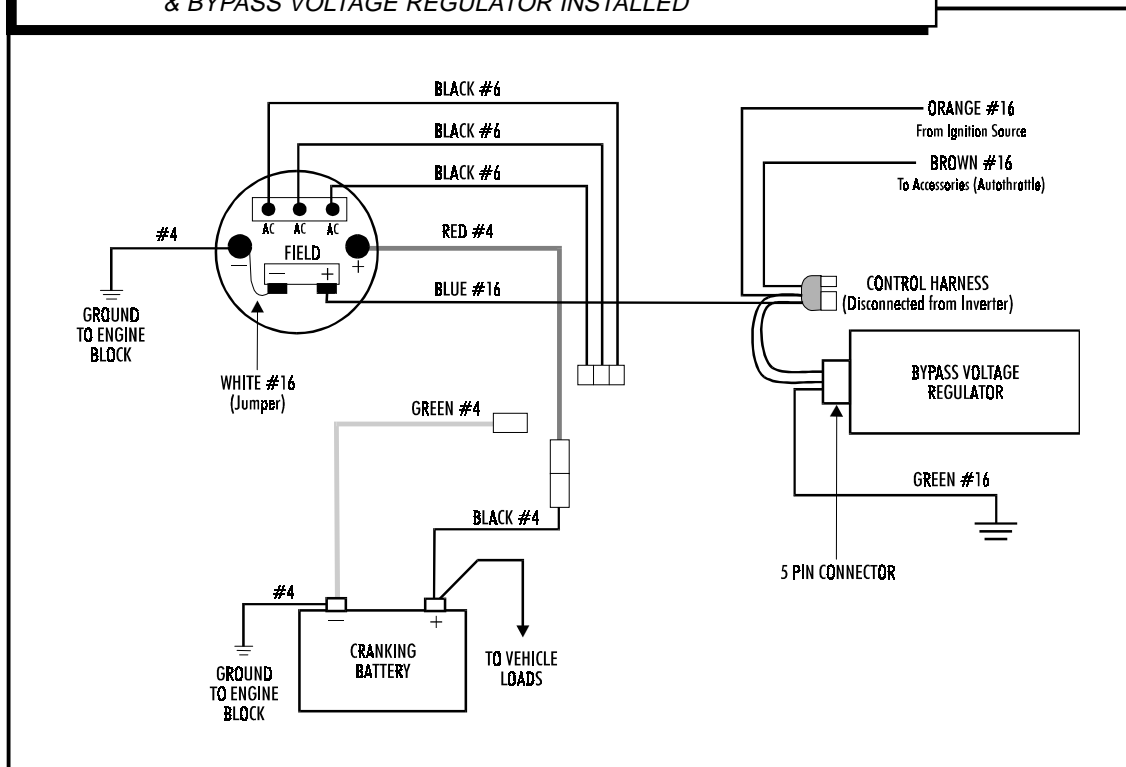 & BYPASS VOLTAGE REGULATOR INSTALLED
BLACK #6
BLACK #6
BLACK #6
ORANGE #16
From Ignition Source
BROWN #16
To Accessories (Autothrottle)
AC AC AC
#4
RED #4
FIELD
− +
− +
BLUE #16
CONTROL HARNESS
(Disconnected from Inverter)
GROUND
TO ENGINE
BLOCK
WHITE #16
(Jumper)
BYPASS VOLTAGE
REGULATOR
GREEN #4
GREEN #16
BLACK #4
5 PIN CONNECTOR
#4
− +
CRANKING
BATTERY
TO VEHICLE
LOADS
GROUND
TO ENGINE
BLOCK